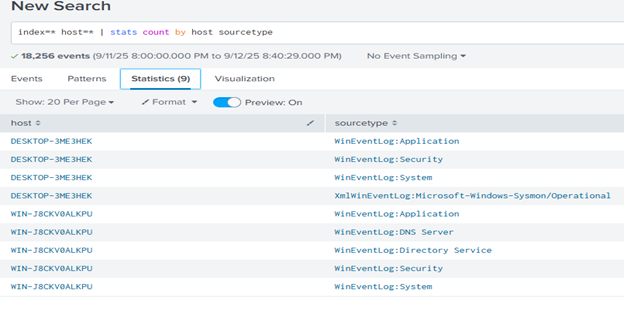 New Search
index=* host=* | stats count by host sourcetype
✓ 18,256 events (9/11/25 8:00:00.000 PM to 9/12/25 8:40:29.000 PM) No Event Sampling
Events Patterns Statistics (9) Visualization
Show: 20 Per Page Format Preview: On
host sourcetype
DESKTOP-3ME3HEK WinEventLog:Application
DESKTOP-3ME3HEK WinEventLog:Security
DESKTOP-3ME3HEK WinEventLog:System
DESKTOP-3ME3HEK XmlWinEventLog:Microsoft-Windows-Sysmon/Operational
WIN-J8CKV0ALKPU WinEventLog:Application
WIN-J8CKV0ALKPU WinEventLog:DNS Server
WIN-J8CKV0ALKPU WinEventLog:Directory Service
WIN-J8CKV0ALKPU WinEventLog:Security
WIN-J8CKV0ALKPU WinEventLog:System